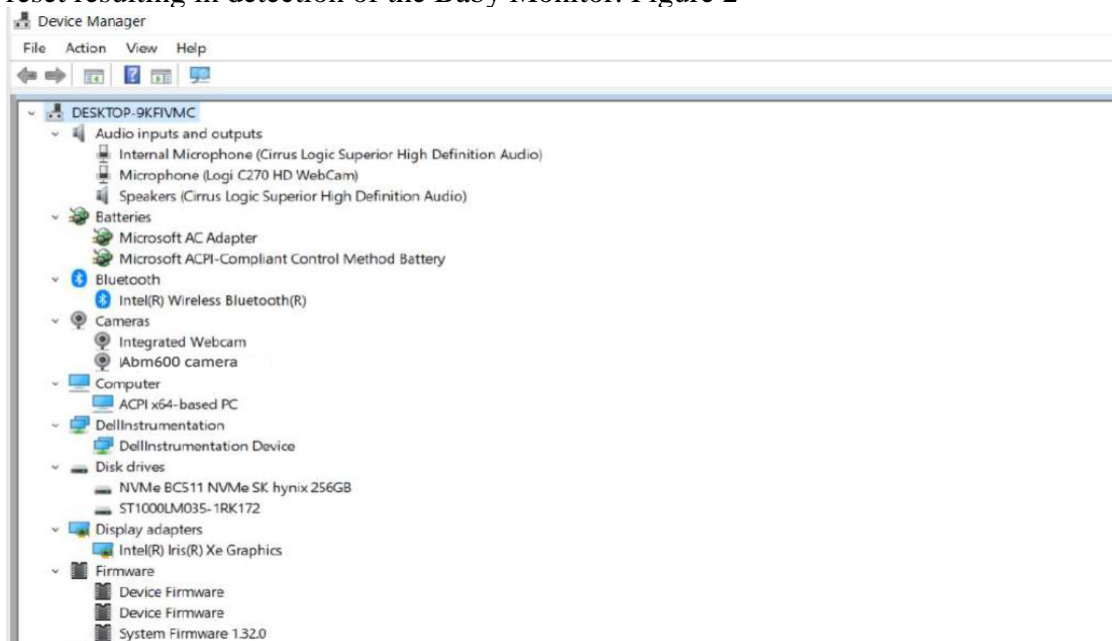 reset resulting in detection of the Baby Monitor. Figure 2
Device Manager
File Action View Help
DESKTOP-9KFIVMC
Audio inputs and outputs
Internal Microphone (Cirrus Logic Superior High Definition Audio)
Microphone (Logi C270 HD WebCam)
Speakers (Cirrus Logic Superior High Definition Audio)
Batteries
Microsoft AC Adapter
Microsoft ACPI-Compliant Control Method Battery
Bluetooth
Intel(R) Wireless Bluetooth(R)
Cameras
Integrated Webcam
iAbm600 camera
Computer
ACPI x64-based PC
DellInstrumentation
DellInstrumentation Device
Disk drives
NVMe BC511 NVMe SK hynix 256GB
ST1000LM035-1RK172
Display adapters
Intel(R) Iris(R) Xe Graphics
Firmware
Device Firmware
Device Firmware
System Firmware 1.32.0